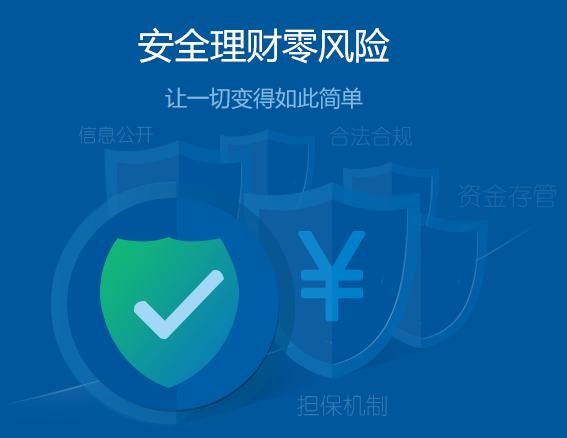 安全理财零风险
让一切变得如此简单
信息公开
合法合规
资金存管
¥
担保机制